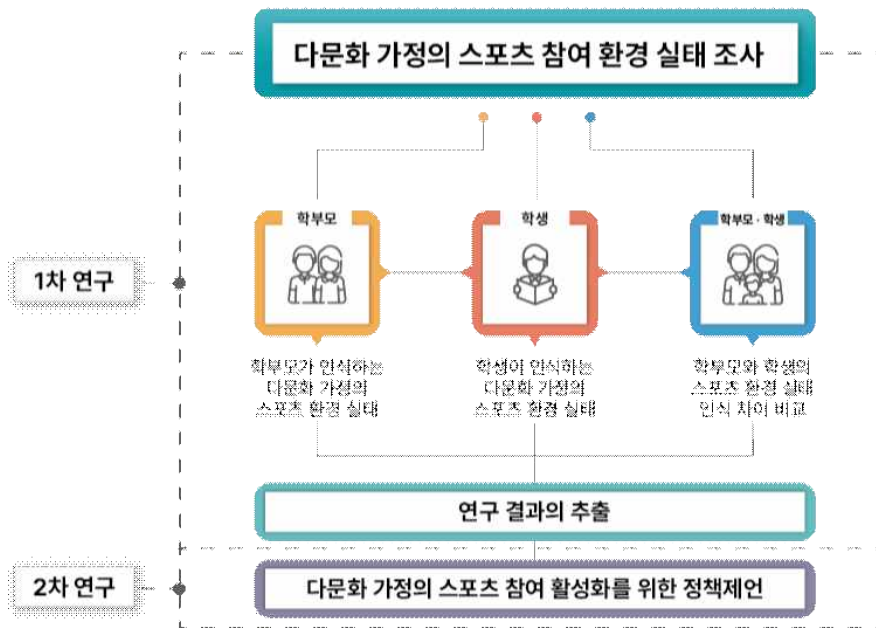 다문화 가정의 스포츠 참여 환경 실태 조사
학부모
학생
학부모 · 학생
1차 연구
학부모가 인식하는
다문화 가정의
스포츠 환경 실태
학생이 인식하는
다문화 가정의
스포츠 환경 실태
학부모와 학생의
스포츠 환경 실태
인식 차이 비교
연구 결과의 추출
2차 연구
다문화 가정의 스포츠 참여 활성화를 위한 정책제언